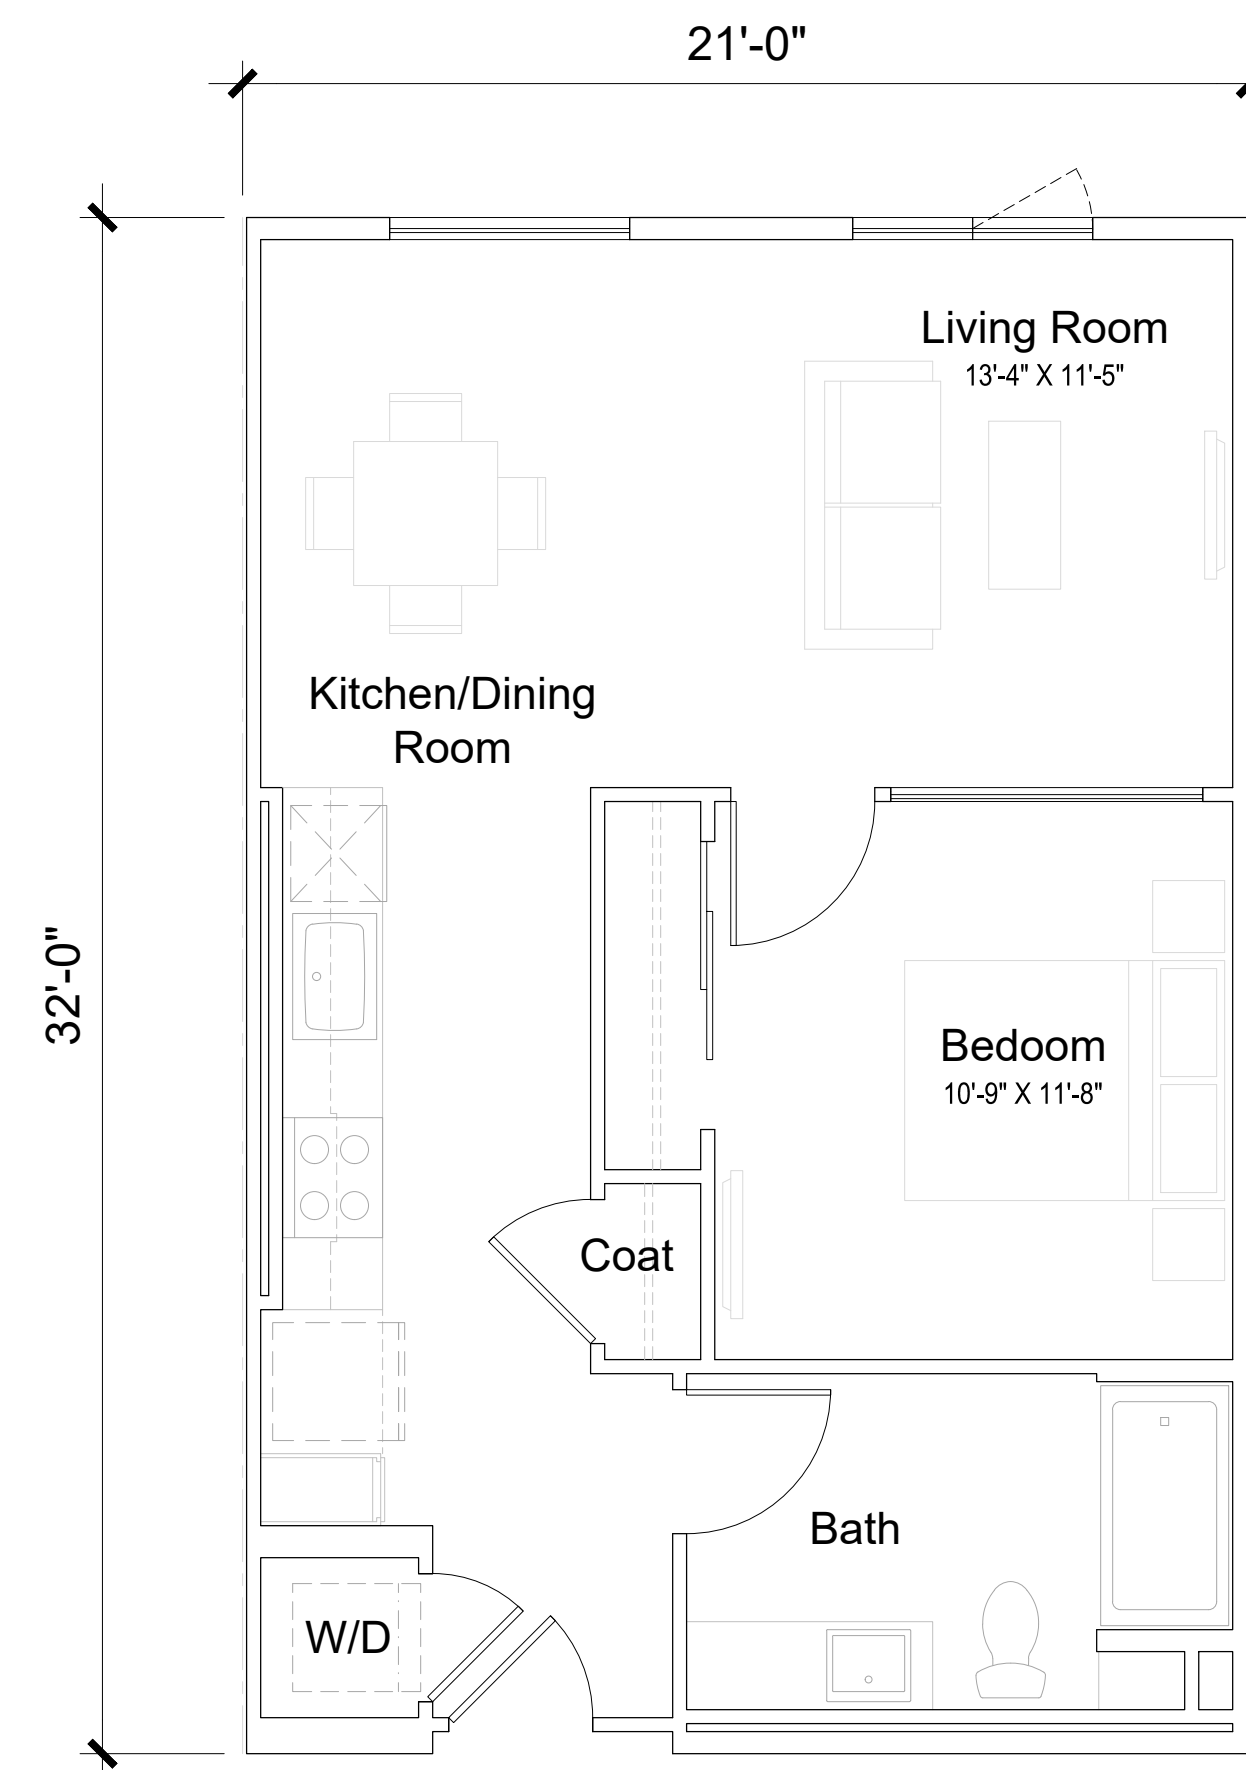 21'-0"
Living Room
13'-4" X 11'-5"
Kitchen/Dining
Room
32'-0"
Bedoom
10'-9" X 11'-8"
Coat
Bath
W/D